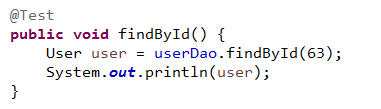 @Test
public void findById() {
    User user = userDao.findById(63);
    System.out.println(user);
}